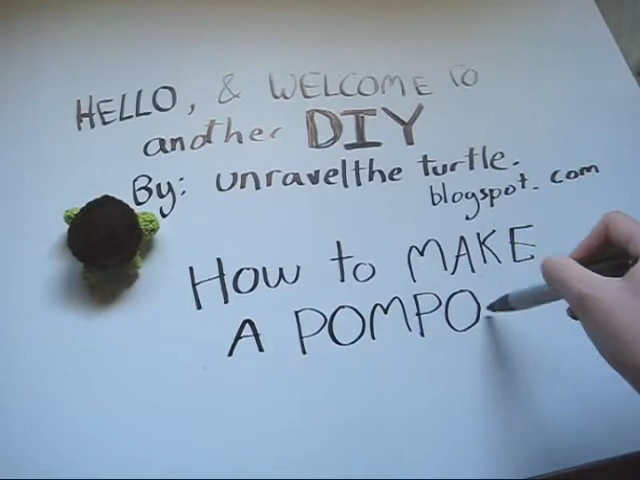 HELLO, & WELCOME TO
another DIY
By: unravelthe turtle.
blogspot. com
How to MAKE
A POMPO